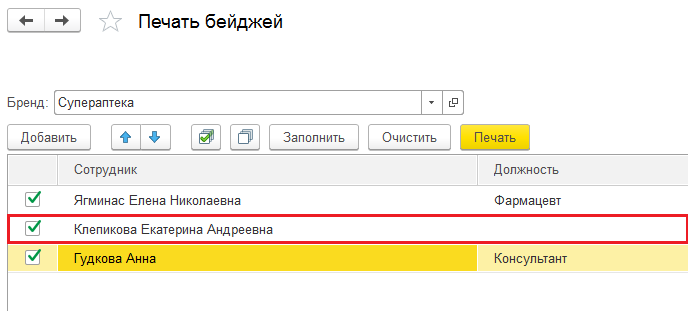 Печать бейджей
Бренд: Супераптека
Добавить Заполнить Очистить Печать
Сотрудник Должность
Ягминас Елена Николаевна Фармацевт
Клепикова Екатерина Андреевна
Гудкова Анна Консультант